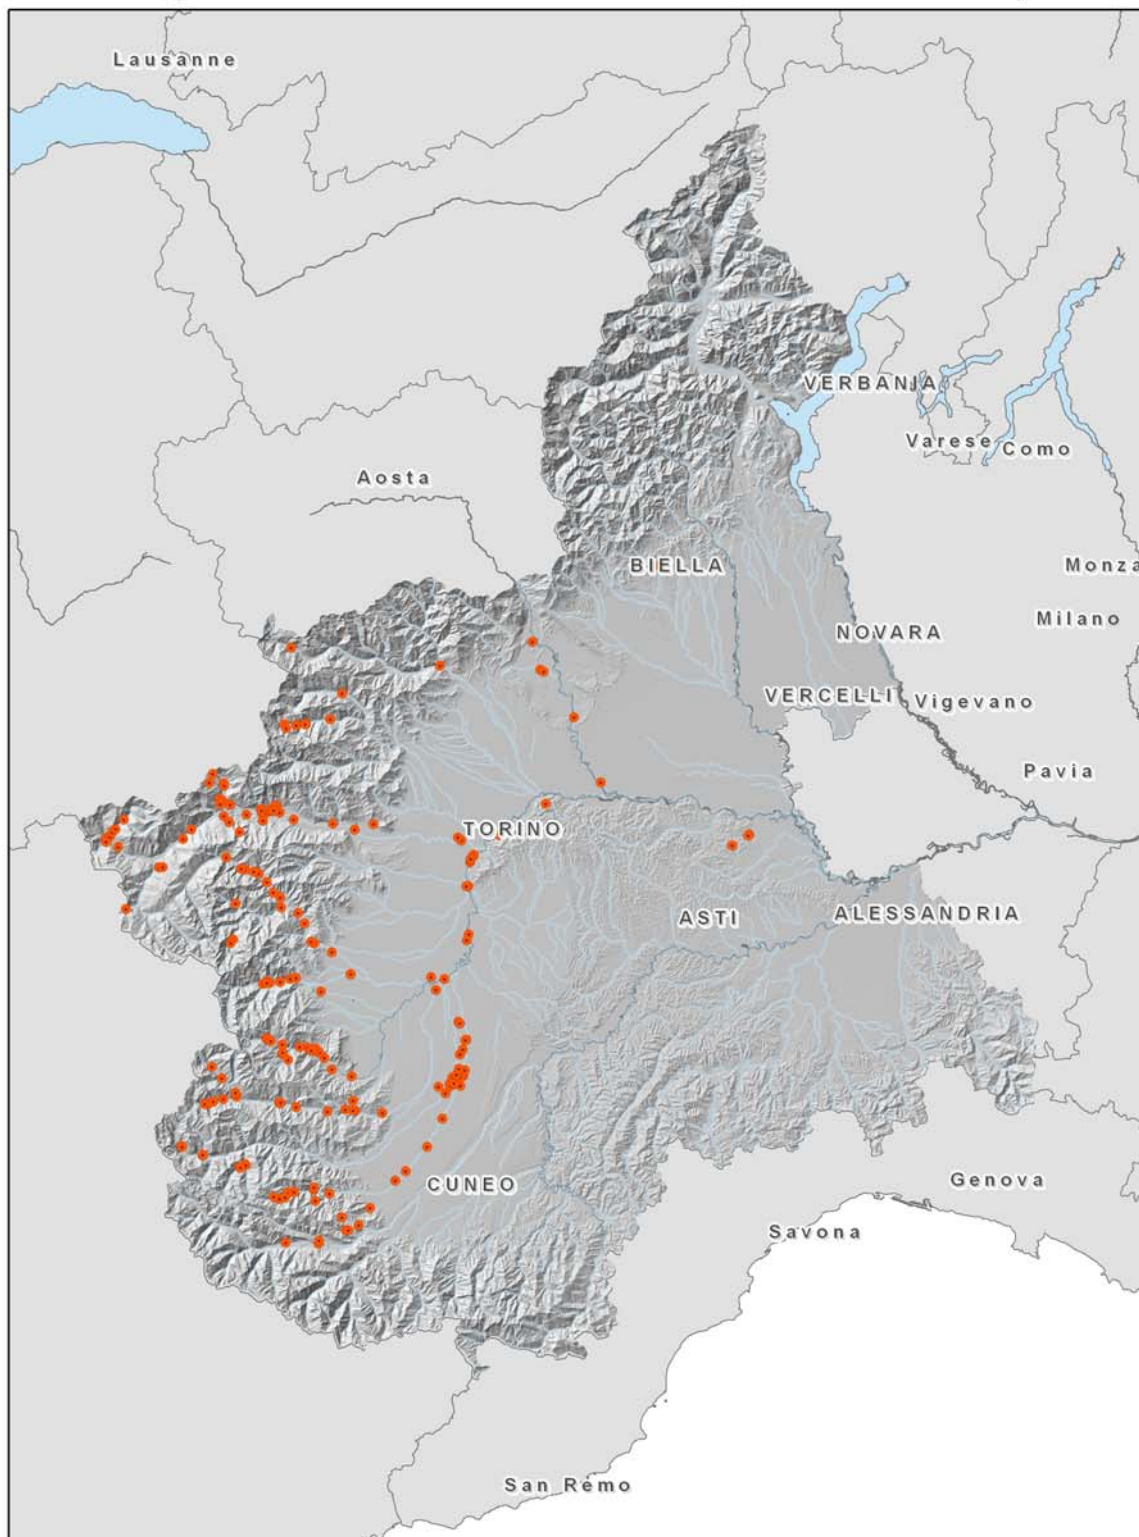 Lausanne
VERBANIA
Varese
Como
Aosta
BIELLA
Monza
Milano
NOVARA
VERCELLI
Vigevano
Pavia
TORINO
ASTI
ALESSANDRIA
CUNEO
Genova
Savona
San Remo